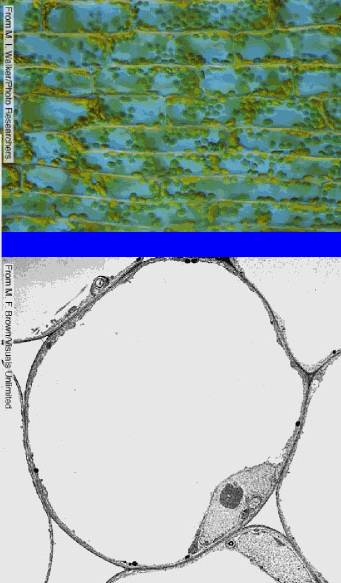 From M. I. Walker/Photo Researchers
From M. F. Brown/Visuals Unlimited